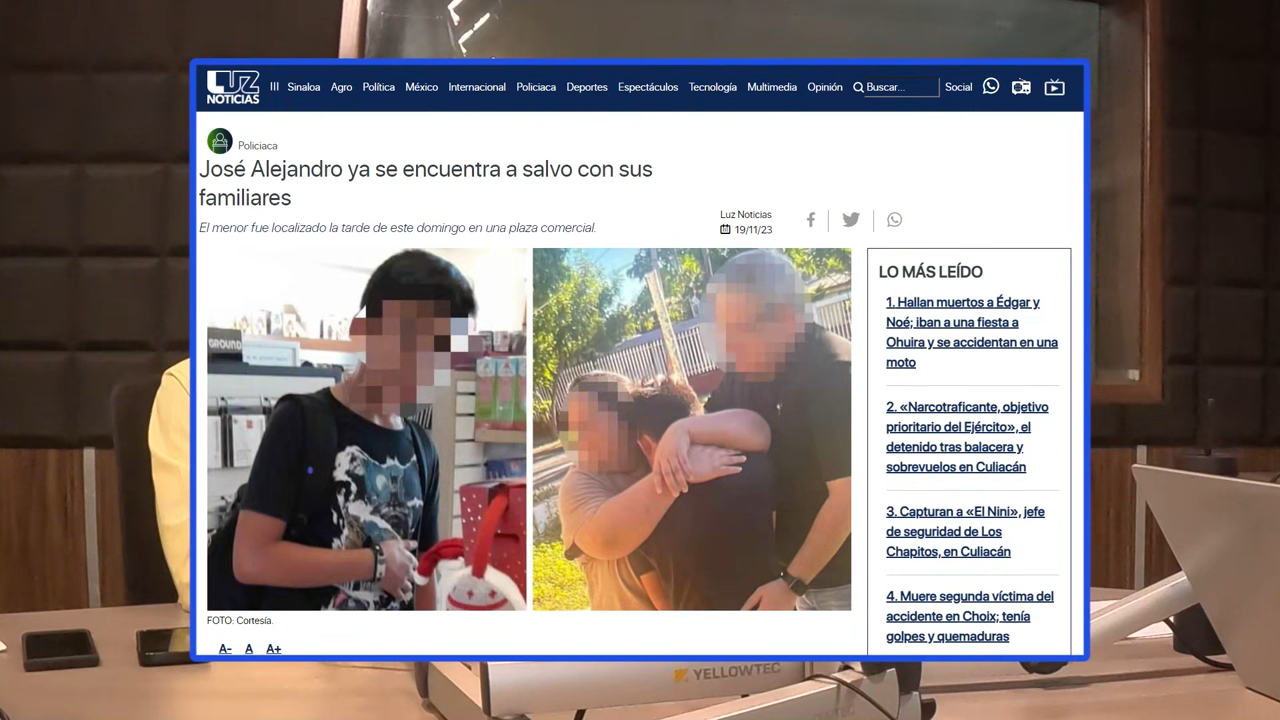 LUZ
NOTICIAS
Sinaloa Agro Política México Internacional Policiaca Deportes Espectáculos Tecnología Multimedia Opinión Buscar... Social
Policiaca
José Alejandro ya se encuentra a salvo con sus
familiares
El menor fue localizado la tarde de este domingo en una plaza comercial.
Luz Noticias
19/11/23
GROUND
LO MÁS LEÍDO
1. Hallan muertos a Édgar y
Noé; iban a una fiesta a
Ohuira y se accidentan en una
moto
2. «Narcotraficante, objetivo
prioritario del Ejército», el
detenido tras balacera y
sobrevuelos en Culiacán
3. Capturan a «El Nini», jefe
de seguridad de Los
Chapitos, en Culiacán
4. Muere segunda víctima del
accidente en Choix; tenía
golpes y quemaduras
FOTO: Cortesía.
A- A A+
YELLOWTEC
YELLOWTEC